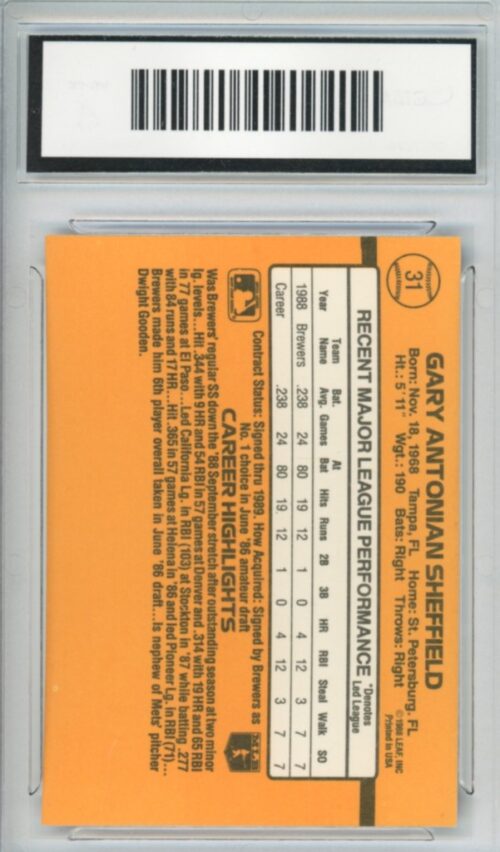 31
GARY ANTONIAN SHEFFIELD
Born: Nov. 18, 1968 Tampa, FL Home: St. Petersburg, FL
Ht.: 5'11" Wgt.: 190 Bats: Right Throws: Right
©1988 LEAF, INC.
Printed in USA
RECENT MAJOR LEAGUE PERFORMANCE *Denotes Led League
Year Team Name Bat. Avg. Games At Bat Hits Runs 2B 3B HR RBI Steal Walk SO
1988 Brewers .238 24 80 19 12 1 0 4 12 3 7 7
Career .238 24 80 19 12 1 0 4 12 3 7 7
Contract Status: Signed thru 1989. How Acquired: Signed by Brewers as
No. 1 choice in June '86 amateur draft
MLB
CAREER HIGHLIGHTS
Was Brewers' regular SS down the '88 September stretch after outstanding season at two minor
lg. levels...Hit .344 with 9 HR and 54 RBI in 57 games at Denver and .314 with 19 HR and 65 RBI
in 77 games at El Paso...Led California Lg. in RBI (103) at Stockton in '87 while batting .277
with 84 runs and 17 HR...Hit .365 in 57 games at Helena in '86 and led Pioneer Lg. in RBI (71)...
Brewers made him 6th player overall taken in June '86 draft...Is nephew of Mets' pitcher
Dwight Gooden.